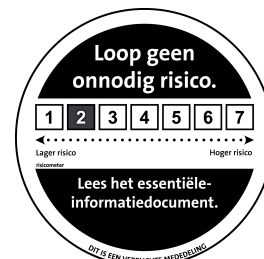 Loop geen
onnodig risico.
1 2 3 4 5 6 7
Lager risico Hoger risico
risicometer
Lees het essentiële-
informatiedocument.
DIT IS EEN VERPLICHTE MEDEDELING